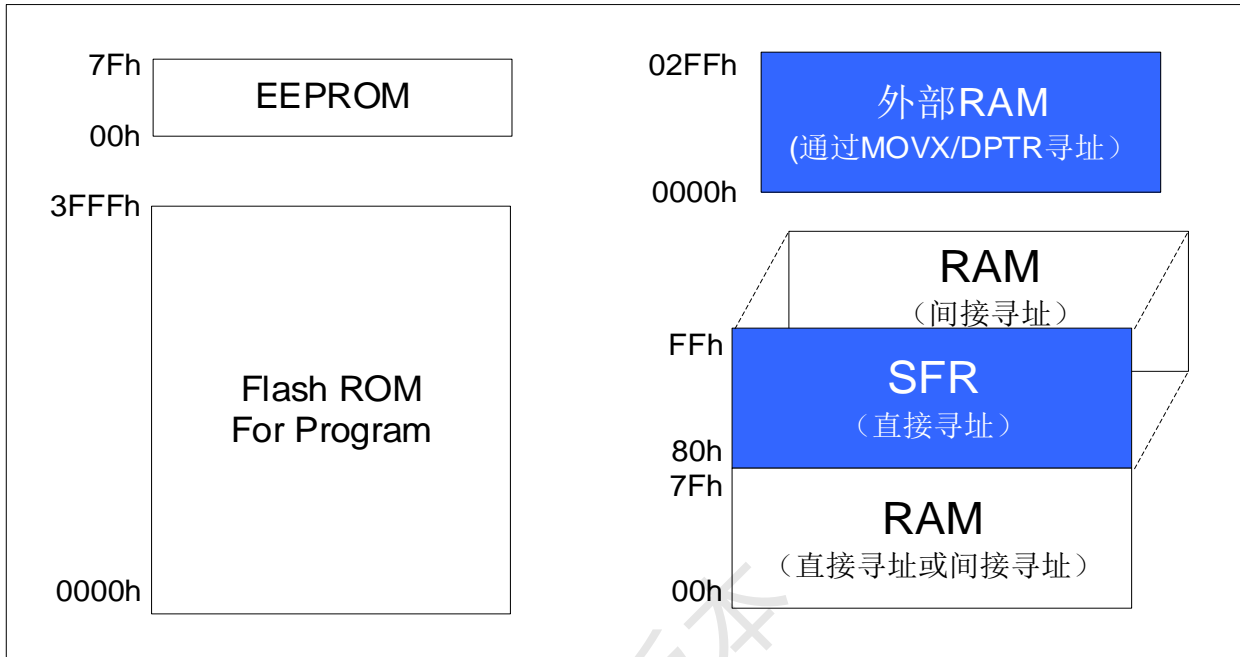 7Fh
EEPROM
00h
3FFFh
Flash ROM
For Program
0000h
02FFh
外部RAM
(通过MOVX/DPTR寻址）
0000h
RAM
（间接寻址）
FFh
SFR
（直接寻址）
80h
7Fh
RAM
（直接寻址或间接寻址）
00h
本